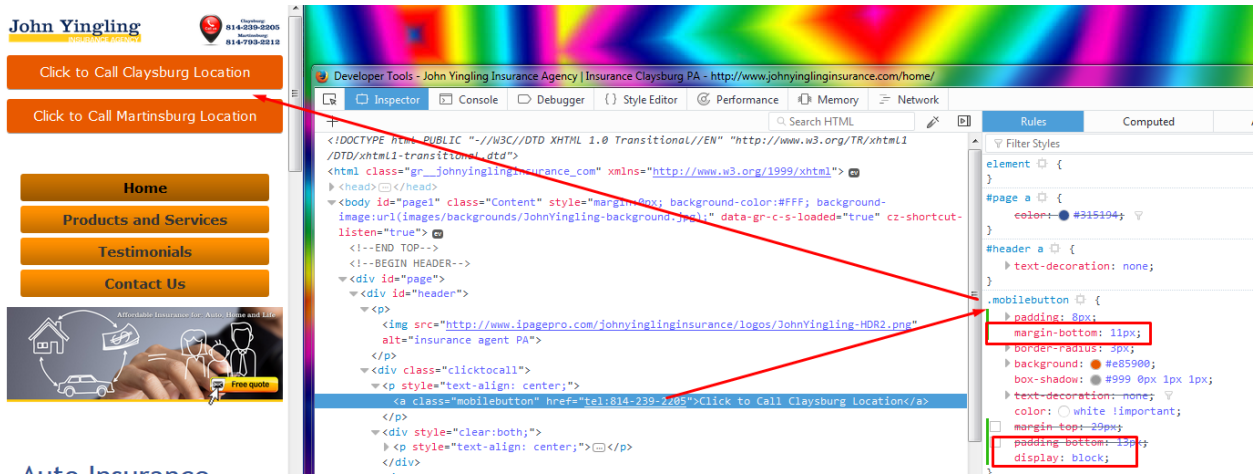 John Yingling
INSURANCE AGENCY
Claysburg:
814-239-2205
Martinsburg:
814-793-2212
Click to Call Claysburg Location
Click to Call Martinsburg Location
Home
Products and Services
Testimonials
Contact Us
Affordable Insurance for Auto, Home and Life
Free quote
Auto Insurance
Developer Tools - John Yingling Insurance Agency | Insurance Claysburg PA - http://www.johnyinglinginsurance.com/home/
Inspector Console Debugger {} Style Editor Performance Memory Network
+ Search HTML
<!DOCTYPE html PUBLIC "-//W3C//DTD XHTML 1.0 Transitional//EN" "http://www.w3.org/TR/xhtml1
/DTD/xhtml1-transitional.dtd">
<html class="gr__johnyinglinginsurance_com" xmlns="http://www.w3.org/1999/xhtml"> ev
<head></head>
<body id="page1" class="Content" style="margin:0px; background-color:#FFF; background-
image:url(images/backgrounds/JohnYingling-background.jpg);" data-gr-c-s-loaded="true" cz-shortcut-
listen="true"> ev
<!--END TOP-->
<!--BEGIN HEADER-->
<div id="page">
<div id="header">
<p>
<img src="http://www.ipagepro.com/johnyinglinginsurance/logos/JohnYingling-HDR2.png"
alt="insurance agent PA">
</p>
<div class="clicktocall">
<p style="text-align: center;">
<a class="mobilebutton" href="tel:814-239-2205">Click to Call Claysburg Location</a>
</p>
<div style="clear:both;">
<p style="text-align: center;"></p>
</div>
Rules Computed
Filter Styles
element {
}
#page a {
color: #315194;
}
#header a {
text-decoration: none;
}
.mobilebutton {
padding: 8px;
margin-bottom: 11px;
border-radius: 3px;
background: #e85900;
box-shadow: #999 0px 1px 1px;
text-decoration: none;
color: white !important;
margin-top: 29px;
padding-bottom: 13px;
display: block;
}